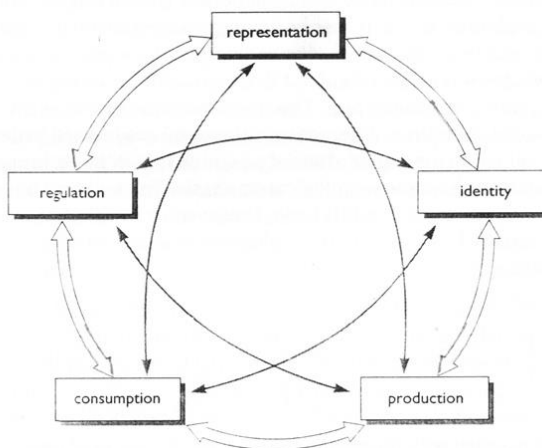 representation
regulation
identity
consumption
production